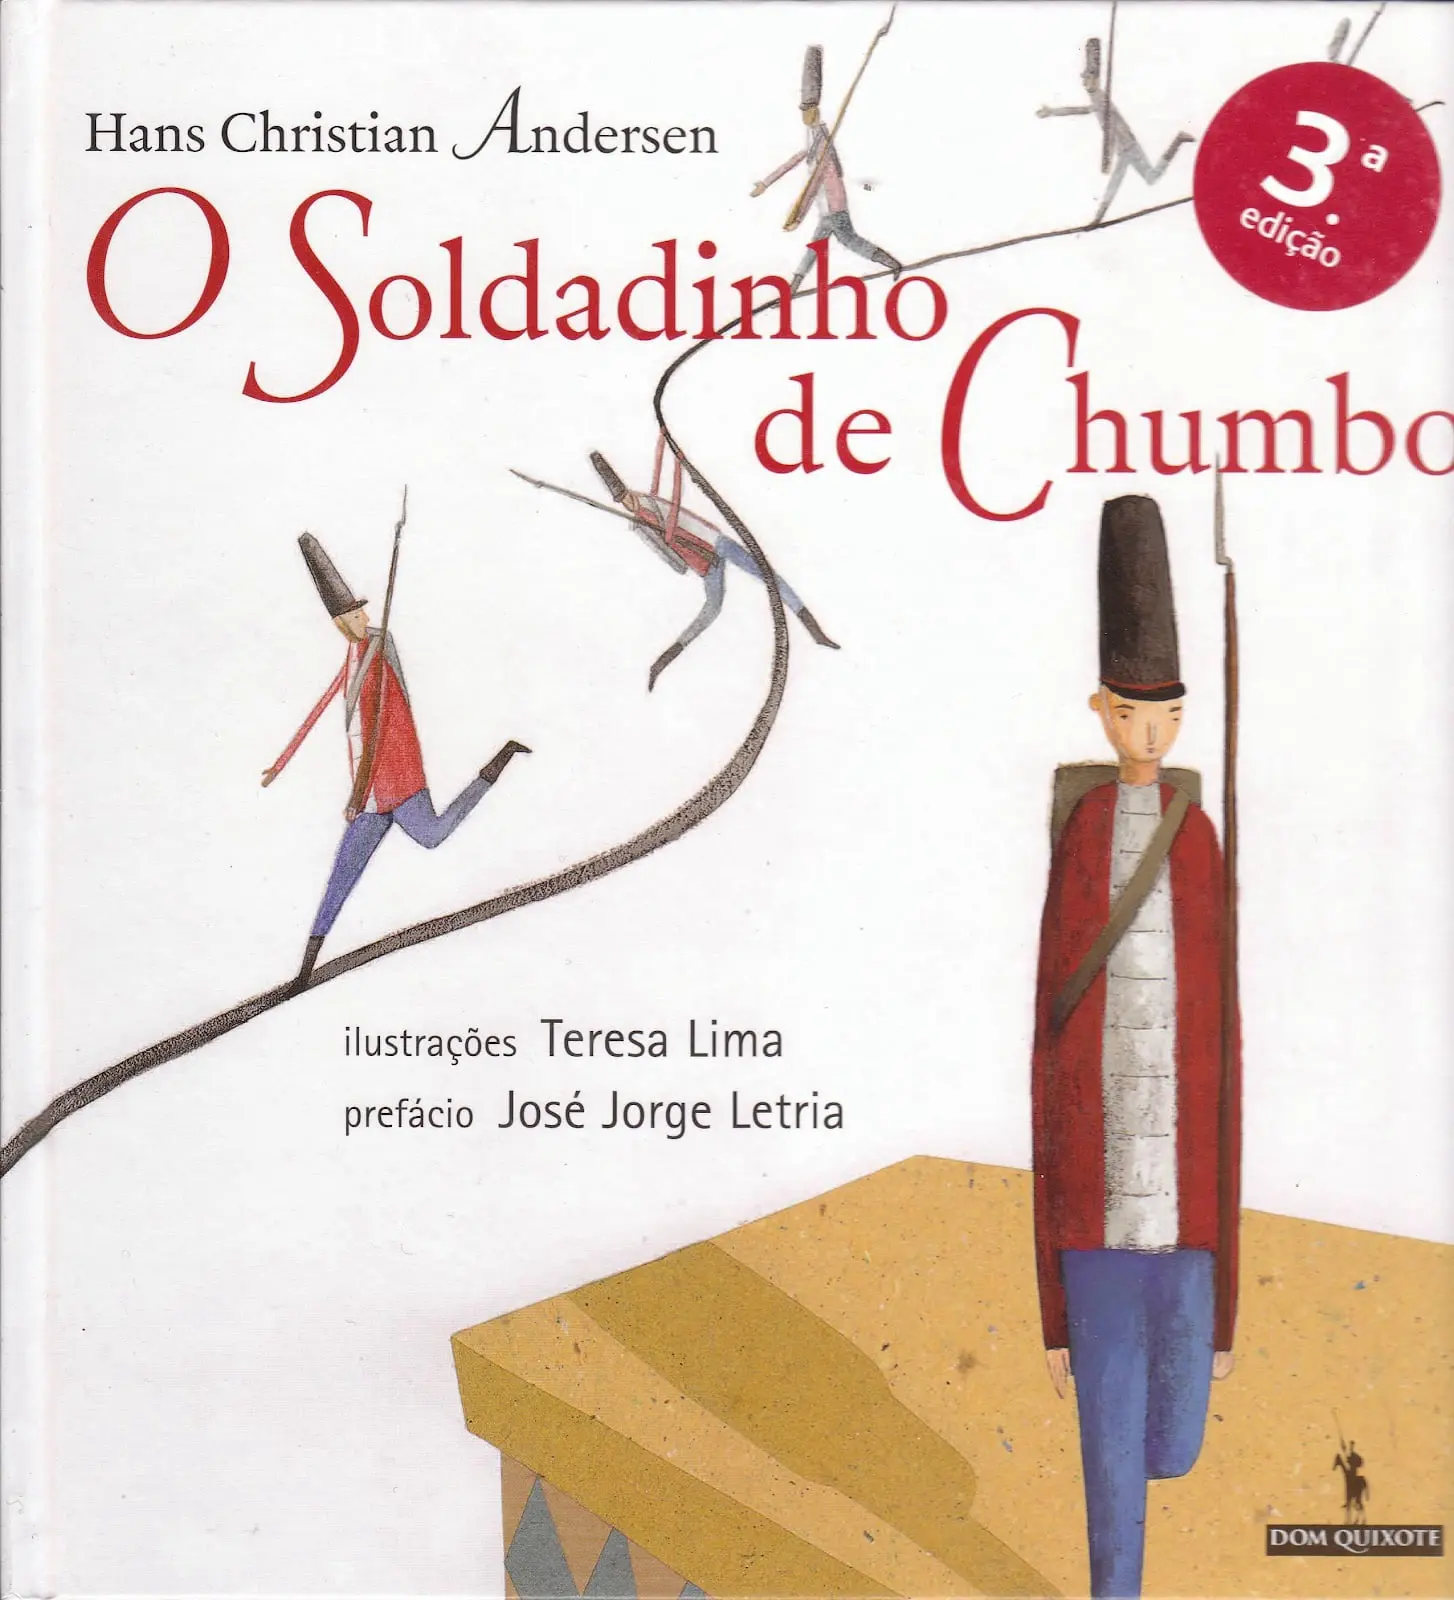 Hans Christian Andersen
O Soldadinho
de Chumbo
3.ª
edição
ilustrações Teresa Lima
prefácio José Jorge Letria
DOM QUIXOTE